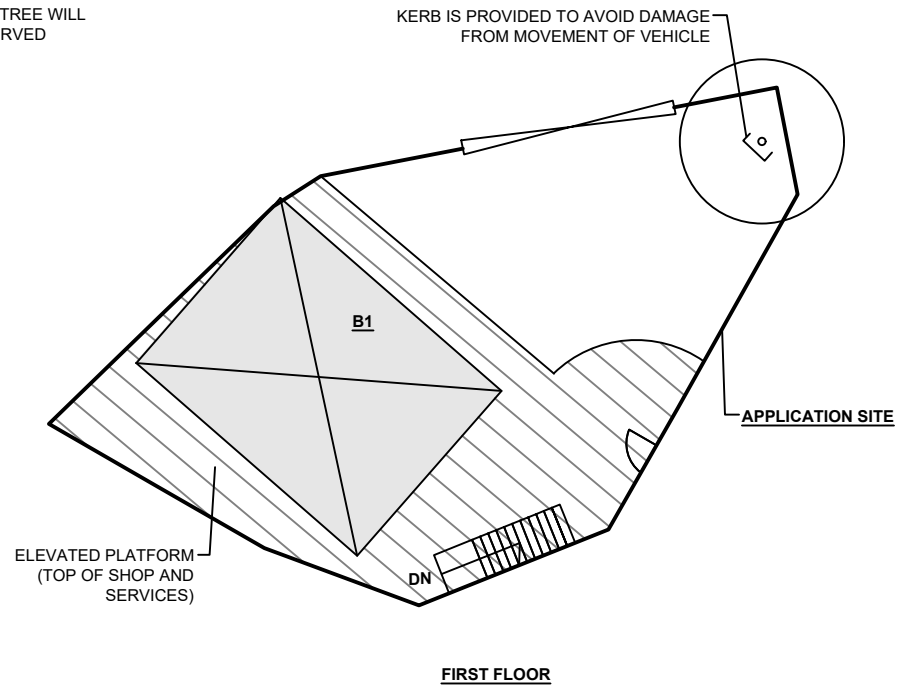 TREE WILL
RVED
KERB IS PROVIDED TO AVOID DAMAGE
FROM MOVEMENT OF VEHICLE
B1
APPLICATION SITE
ELEVATED PLATFORM
(TOP OF SHOP AND
SERVICES)
DN
FIRST FLOOR